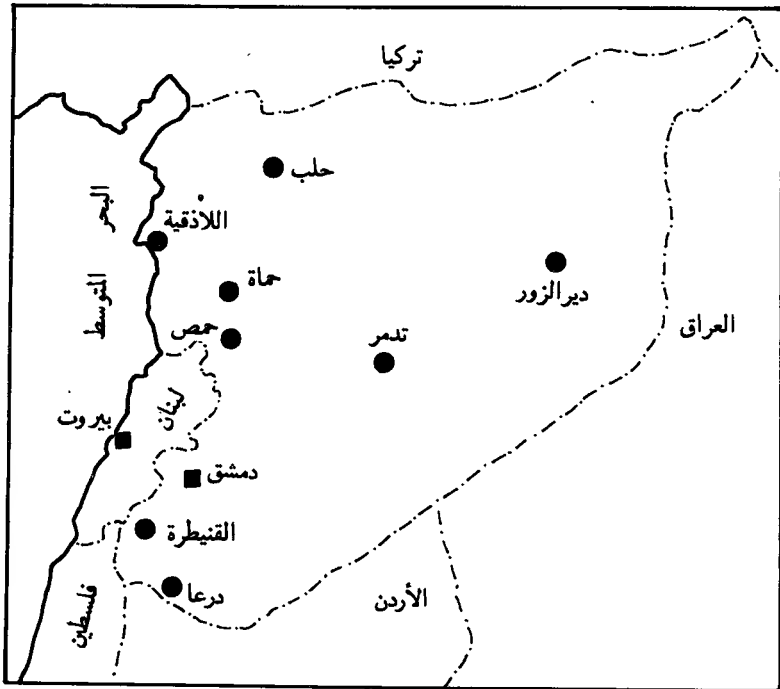 تركيا
حلب
البحر
المتوسط
اللاذقية
حماة
ديرالزور
حمص
تدمر
العراق
لبنان
بيروت
دمشق
القنيطرة
درعا
الأردن
فلسطين